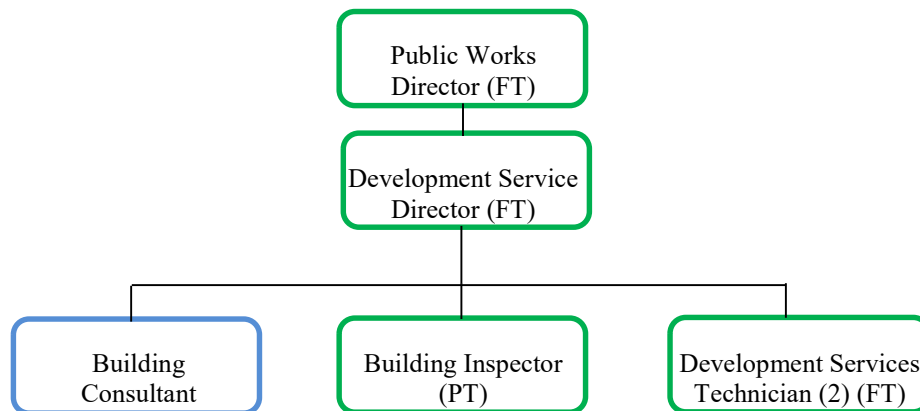 Public Works
Director (FT)
Development Service
Director (FT)
Building
Consultant
Building Inspector
(PT)
Development Services
Technician (2) (FT)